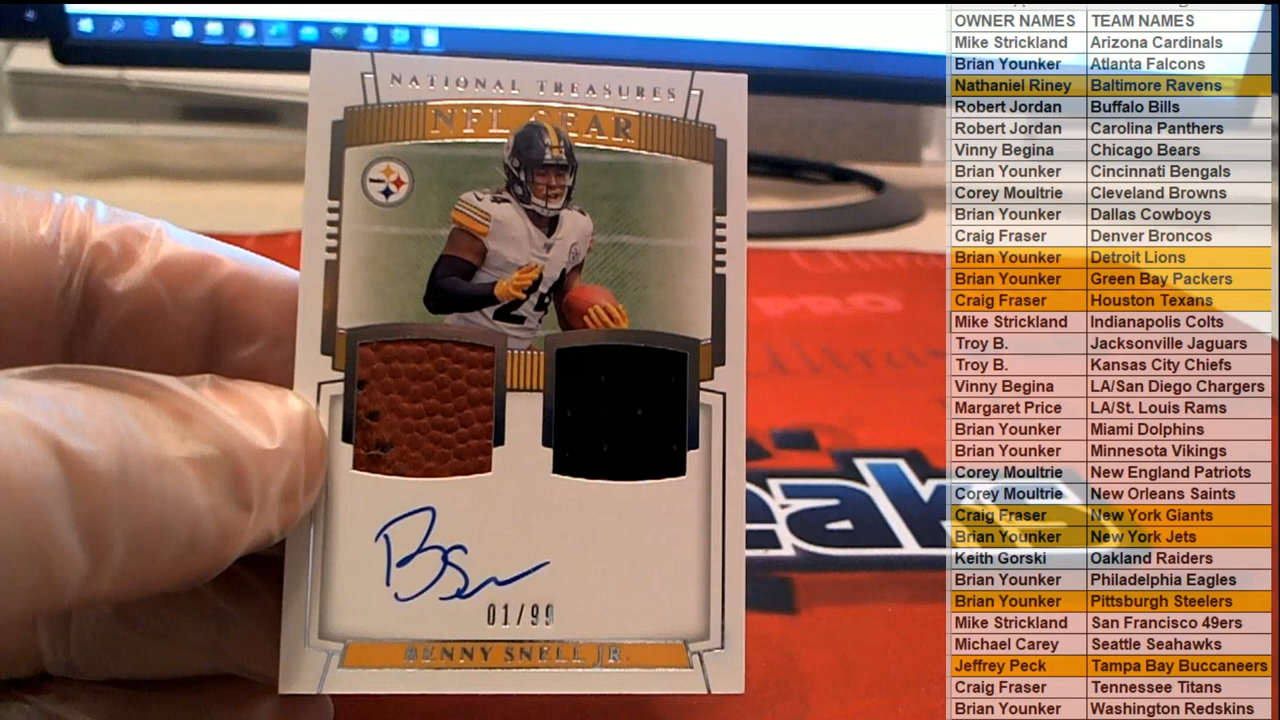 NATIONAL TREASURES
NFL GEAR
24
24
BS
01/99
BENNY SNELL JR.
PRO
eaks
OWNER NAMES TEAM NAMES
Mike Strickland Arizona Cardinals
Brian Younker Atlanta Falcons
Nathaniel Riney Baltimore Ravens
Robert Jordan Buffalo Bills
Robert Jordan Carolina Panthers
Vinny Begina Chicago Bears
Brian Younker Cincinnati Bengals
Corey Moultrie Cleveland Browns
Brian Younker Dallas Cowboys
Craig Fraser Denver Broncos
Brian Younker Detroit Lions
Brian Younker Green Bay Packers
Craig Fraser Houston Texans
Mike Strickland Indianapolis Colts
Troy B. Jacksonville Jaguars
Troy B. Kansas City Chiefs
Vinny Begina LA/San Diego Chargers
Margaret Price LA/St. Louis Rams
Brian Younker Miami Dolphins
Brian Younker Minnesota Vikings
Corey Moultrie New England Patriots
Corey Moultrie New Orleans Saints
Craig Fraser New York Giants
Brian Younker New York Jets
Keith Gorski Oakland Raiders
Brian Younker Philadelphia Eagles
Brian Younker Pittsburgh Steelers
Mike Strickland San Francisco 49ers
Michael Carey Seattle Seahawks
Jeffrey Peck Tampa Bay Buccaneers
Craig Fraser Tennessee Titans
Brian Younker Washington Redskins